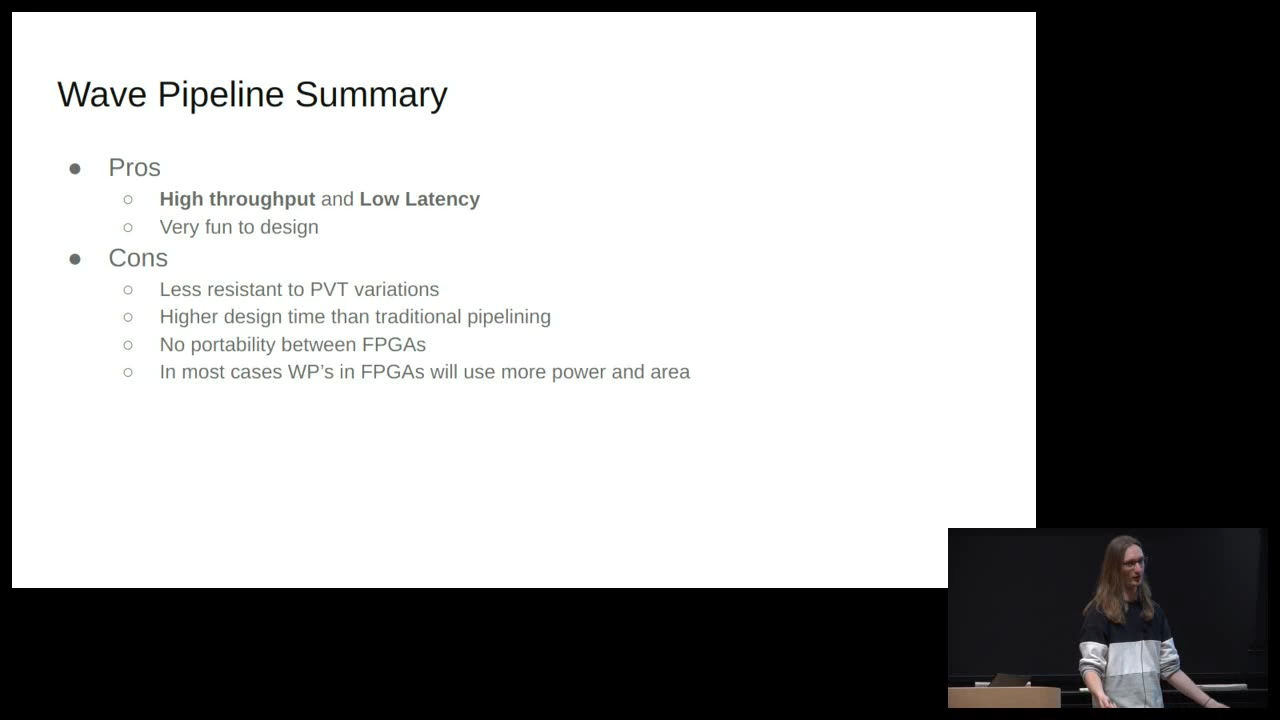 Wave Pipeline Summary
● Pros
○ High throughput and Low Latency
○ Very fun to design
● Cons
○ Less resistant to PVT variations
○ Higher design time than traditional pipelining
○ No portability between FPGAs
○ In most cases WP’s in FPGAs will use more power and area